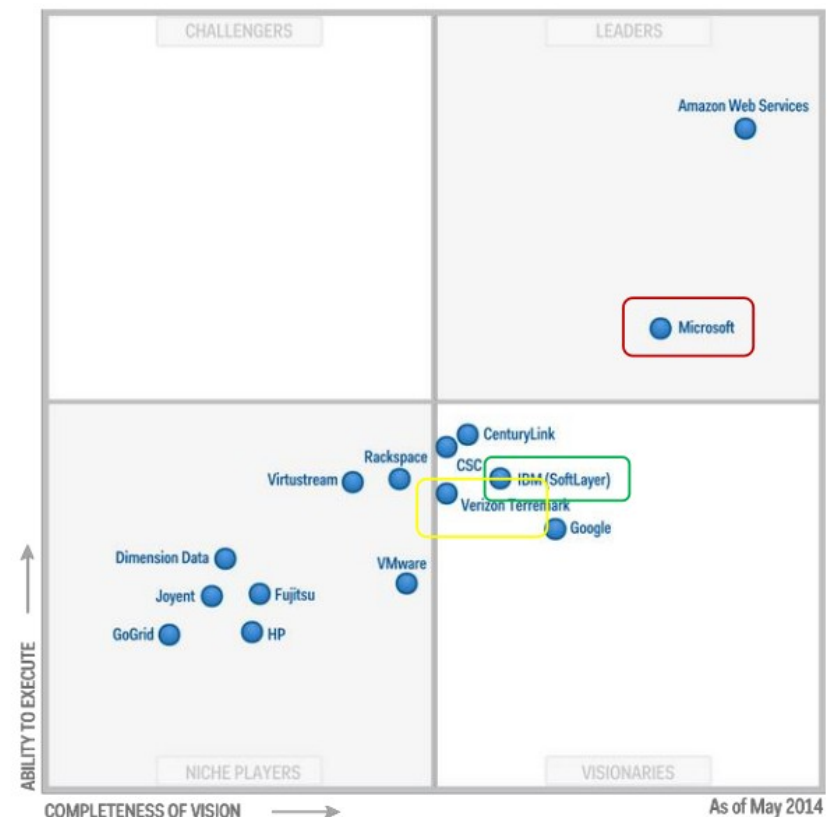 CHALLENGERS
LEADERS
Amazon Web Services
Microsoft
CenturyLink
CSC
Rackspace
IBM (SoftLayer)
Virtustream
Verizon Terremark
Google
Dimension Data
VMware
Joyent
Fujitsu
GoGrid
HP
ABILITY TO EXECUTE
NICHE PLAYERS
VISIONARIES
COMPLETENESS OF VISION
As of May 2014